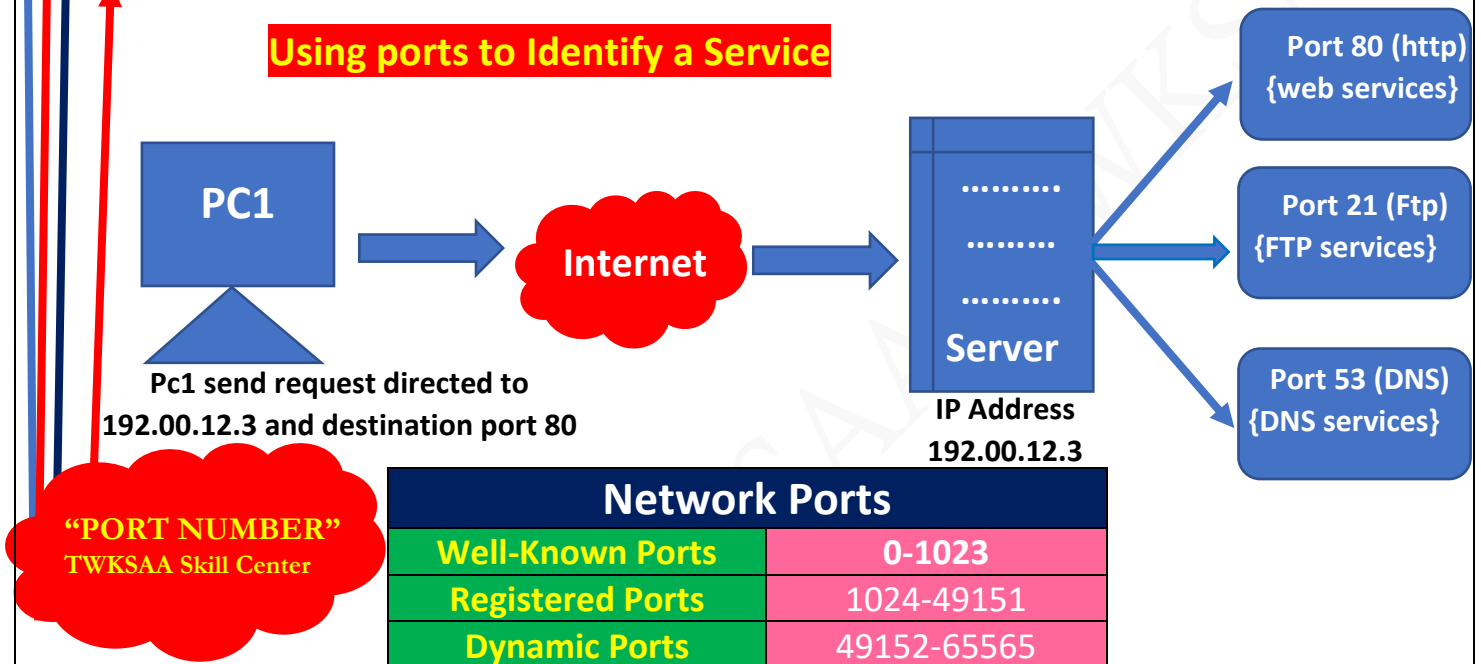 Using ports to Identify a Service
Port 80 (http)
{web services}
PC1
Internet
……….
………
……….
Server
Port 21 (Ftp)
{FTP services}
Port 53 (DNS)
{DNS services}
Pc1 send request directed to
192.00.12.3 and destination port 80
IP Address
192.00.12.3
“PORT NUMBER”
TWKSAA Skill Center
Network Ports
Well-Known Ports 0-1023
Registered Ports 1024-49151
Dynamic Ports 49152-65565